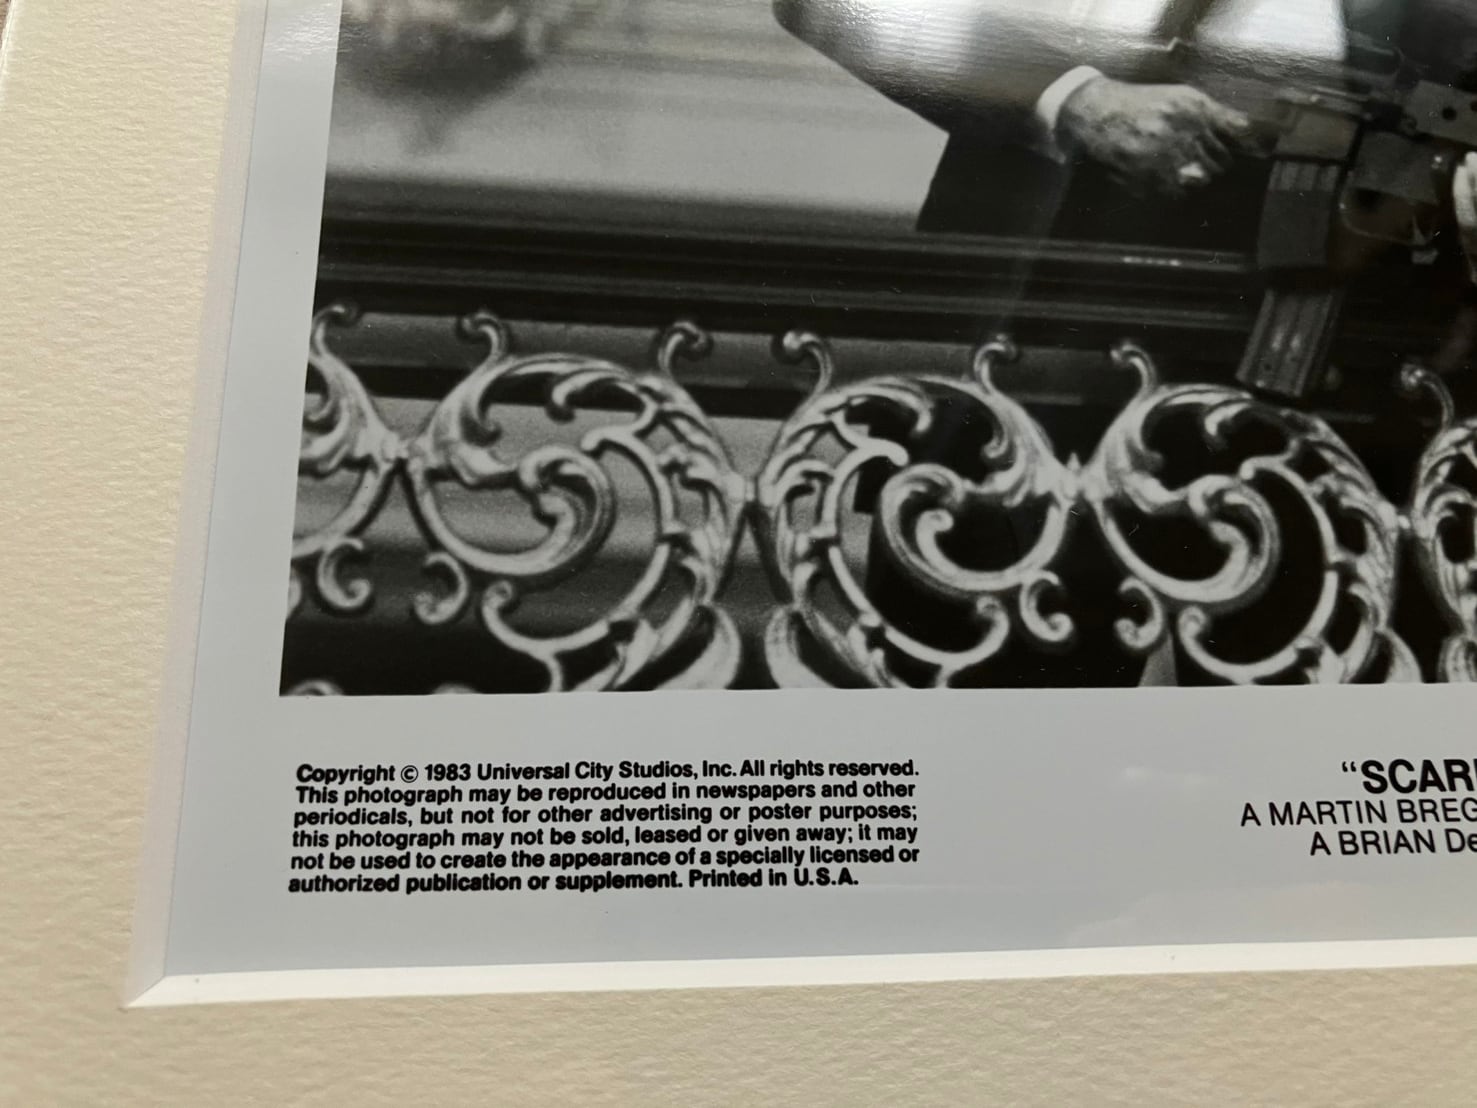 Copyright © 1983 Universal City Studios, Inc. All rights reserved.
This photograph may be reproduced in newspapers and other
periodicals, but not for other advertising or poster purposes;
this photograph may not be sold, leased or given away; it may
not be used to create the appearance of a specially licensed or
authorized publication or supplement. Printed in U.S.A.
“SCAR
A MARTIN BREG
A BRIAN De